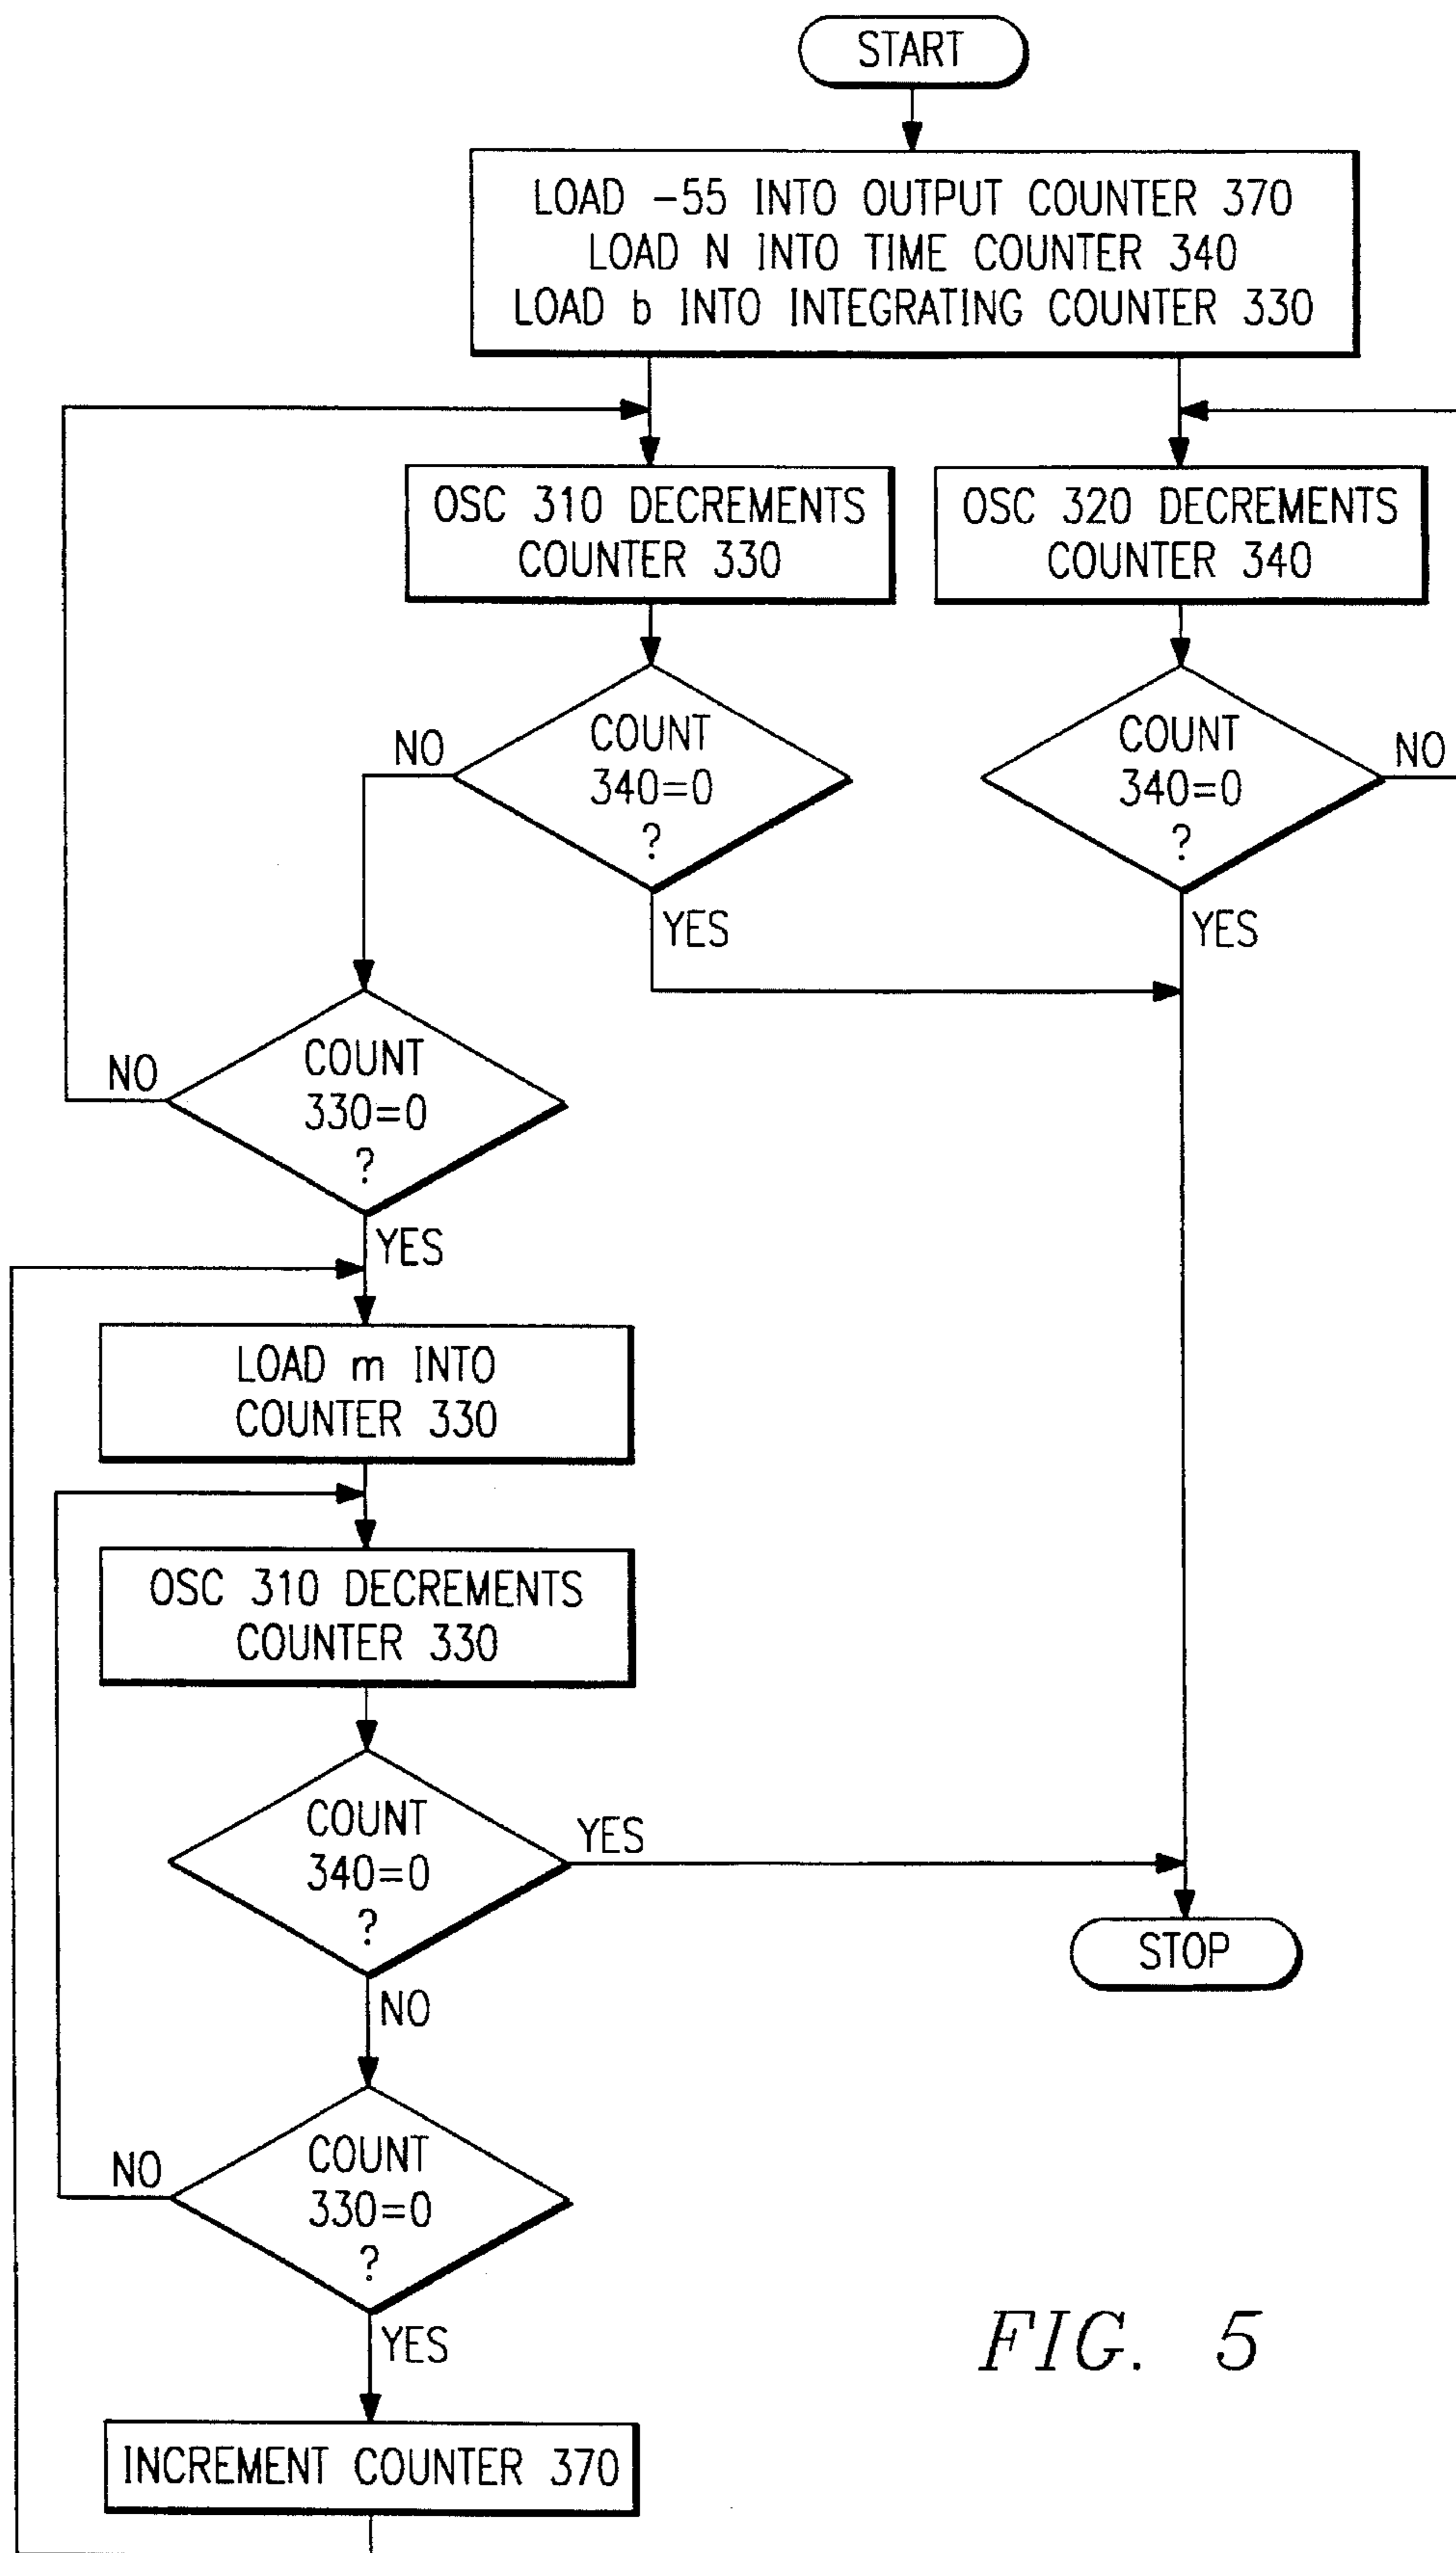 START
LOAD -55 INTO OUTPUT COUNTER 370
LOAD N INTO TIME COUNTER 340
LOAD b INTO INTEGRATING COUNTER 330
OSC 310 DECREMENTS
COUNTER 330
OSC 320 DECREMENTS
COUNTER 340
COUNT
340=0
?
NO
YES
COUNT
340=0
?
NO
YES
COUNT
330=0
?
NO
YES
LOAD m INTO
COUNTER 330
OSC 310 DECREMENTS
COUNTER 330
COUNT
340=0
?
YES
NO
STOP
COUNT
330=0
?
NO
YES
INCREMENT COUNTER 370
FIG. 5